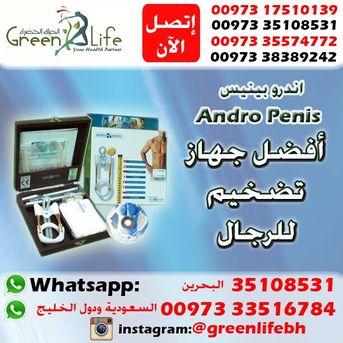 الحياة الخضراء
Green Life
Your Health Partner
إتصل
الآن
00973 17510139
00973 35108531
00973 35574772
00973 38389242
اندرو بينيس
Andro Penis
أفضل جهاز
تضخيم
للرجال
Whatsapp: البحرين 35108531
السعودية ودول الخليج 00973 33516784
instagram:@greenlifebh